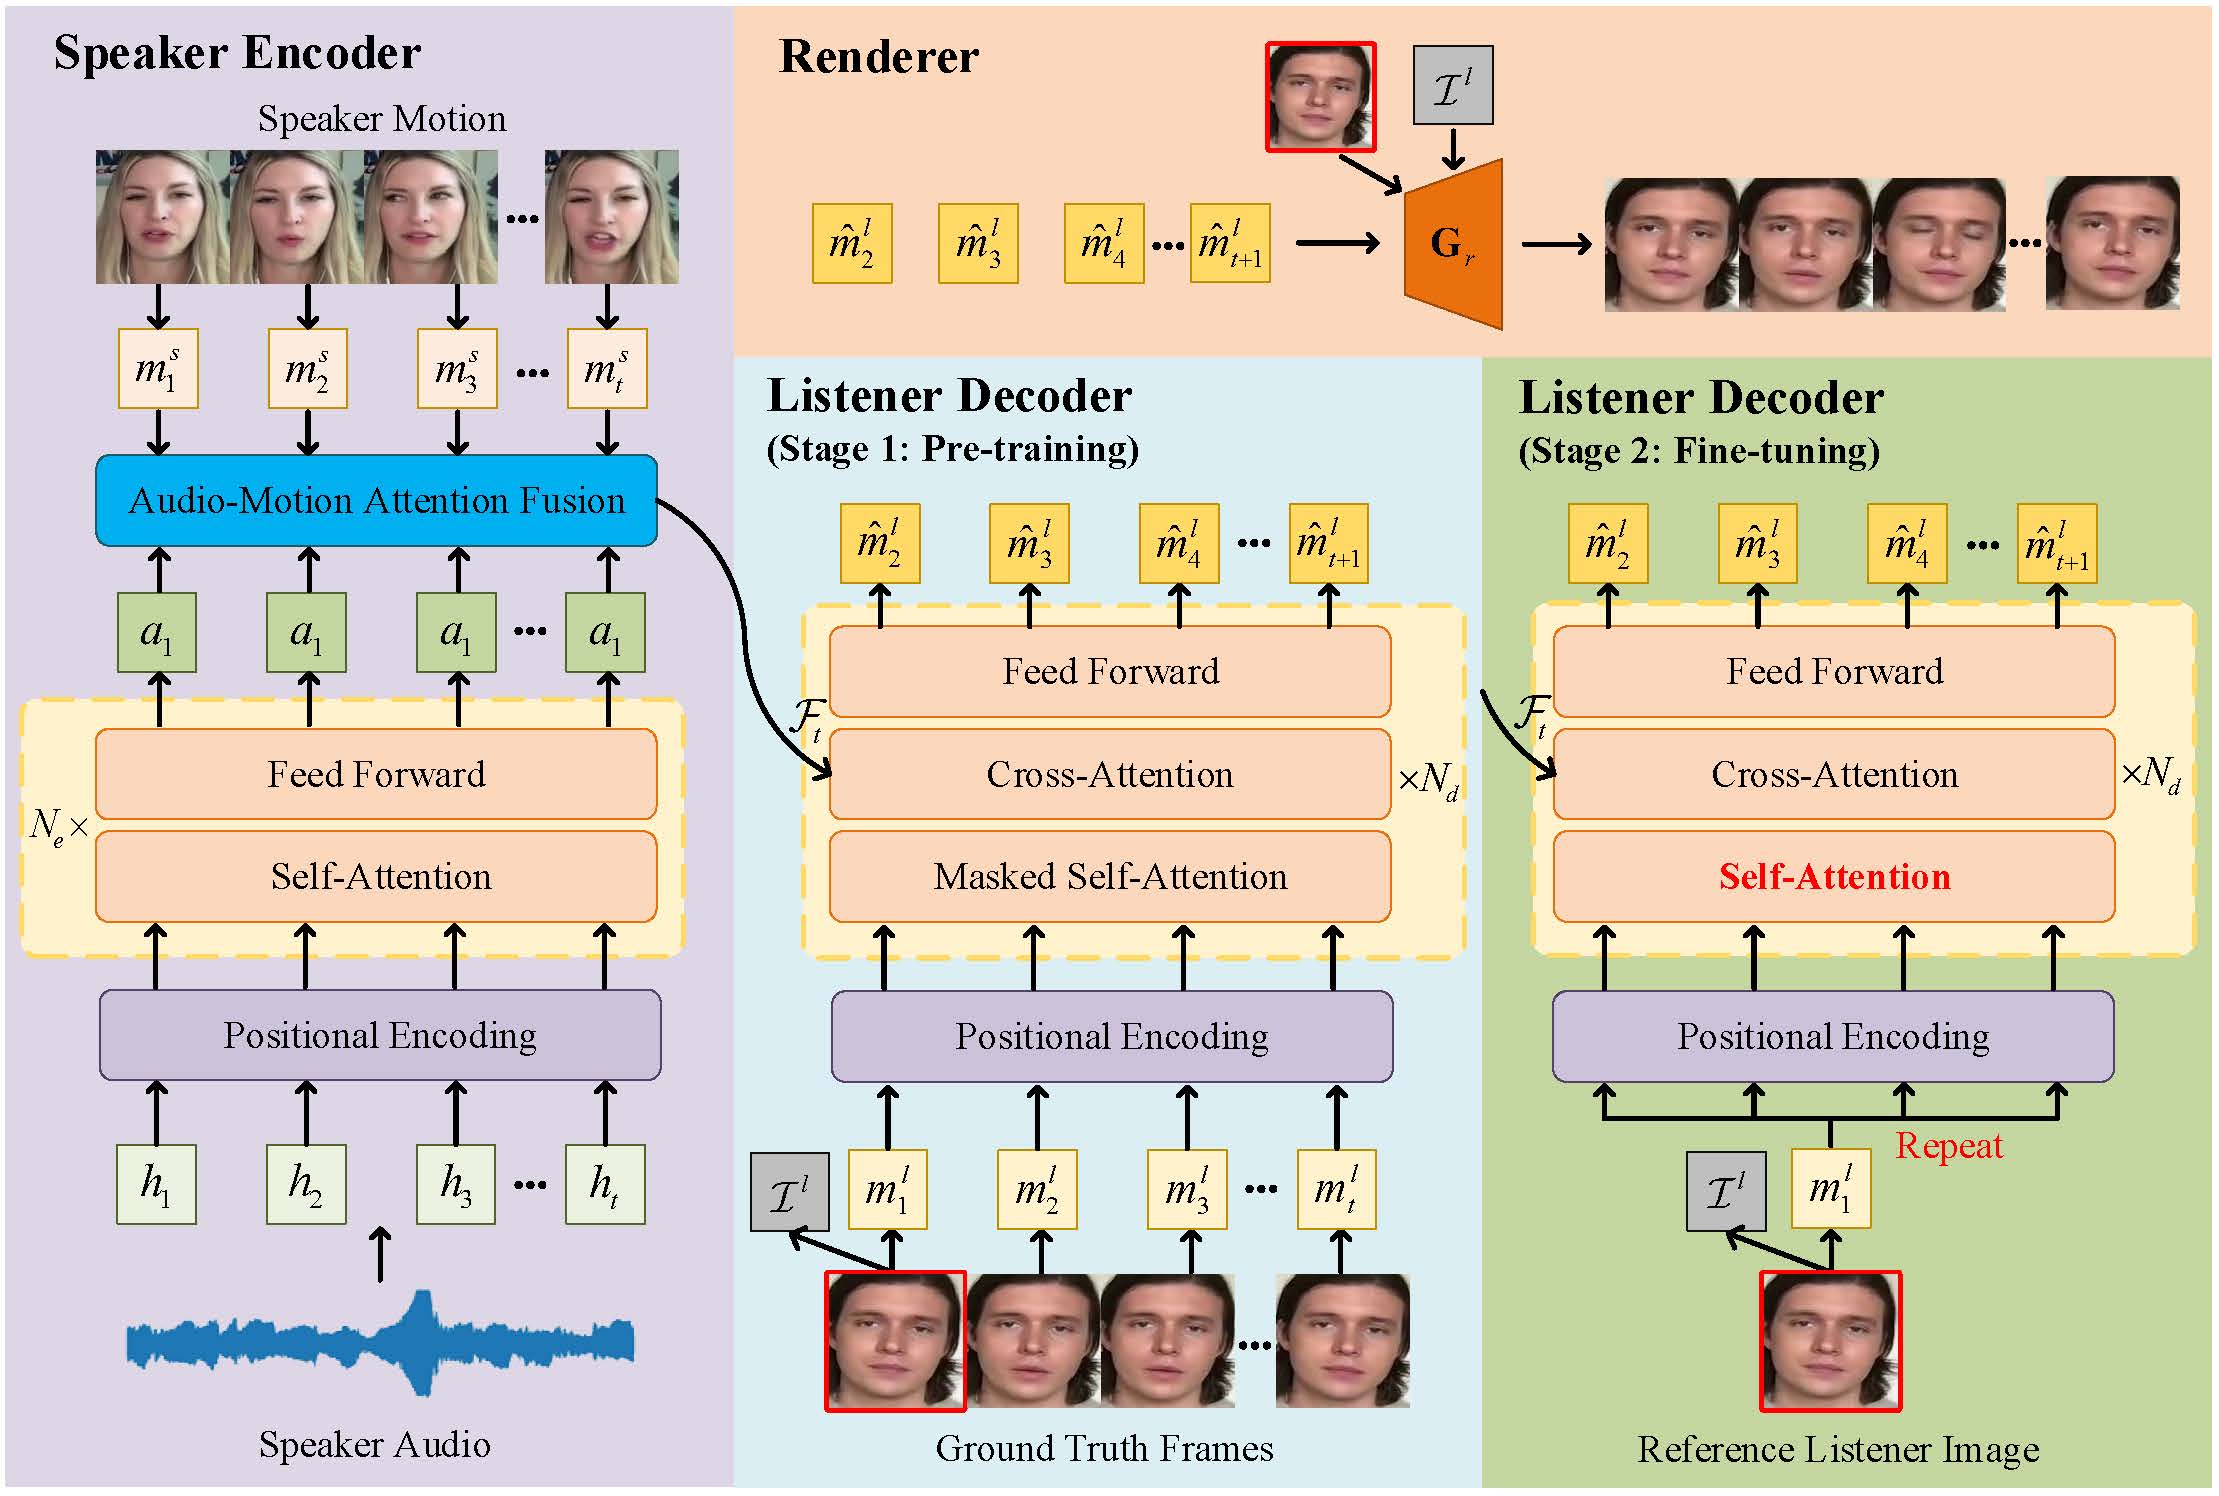 Speaker Encoder
Speaker Motion
m_1^s m_2^s m_3^s ... m_t^s
Audio-Motion Attention Fusion
a_1 a_1 a_1 ... a_1
Feed Forward
N_e ×
Self-Attention
Positional Encoding
h_1 h_2 h_3 ... h_t
Speaker Audio
Renderer
\mathcal{I}^l
\hat{m}_2^l \hat{m}_3^l \hat{m}_4^l ... \hat{m}_{t+1}^l
G_r
...
Listener Decoder
(Stage 1: Pre-training)
\hat{m}_2^l \hat{m}_3^l \hat{m}_4^l ... \hat{m}_{t+1}^l
Feed Forward
\mathcal{F}_t
Cross-Attention
×N_d
Masked Self-Attention
Positional Encoding
\mathcal{I}^l m_1^l m_2^l m_3^l ... m_t^l
Ground Truth Frames
Listener Decoder
(Stage 2: Fine-tuning)
\hat{m}_2^l \hat{m}_3^l \hat{m}_4^l ... \hat{m}_{t+1}^l
Feed Forward
\mathcal{F}_t
Cross-Attention
×N_d
Self-Attention
Positional Encoding
Repeat
\mathcal{I}^l m_1^l
Reference Listener Image